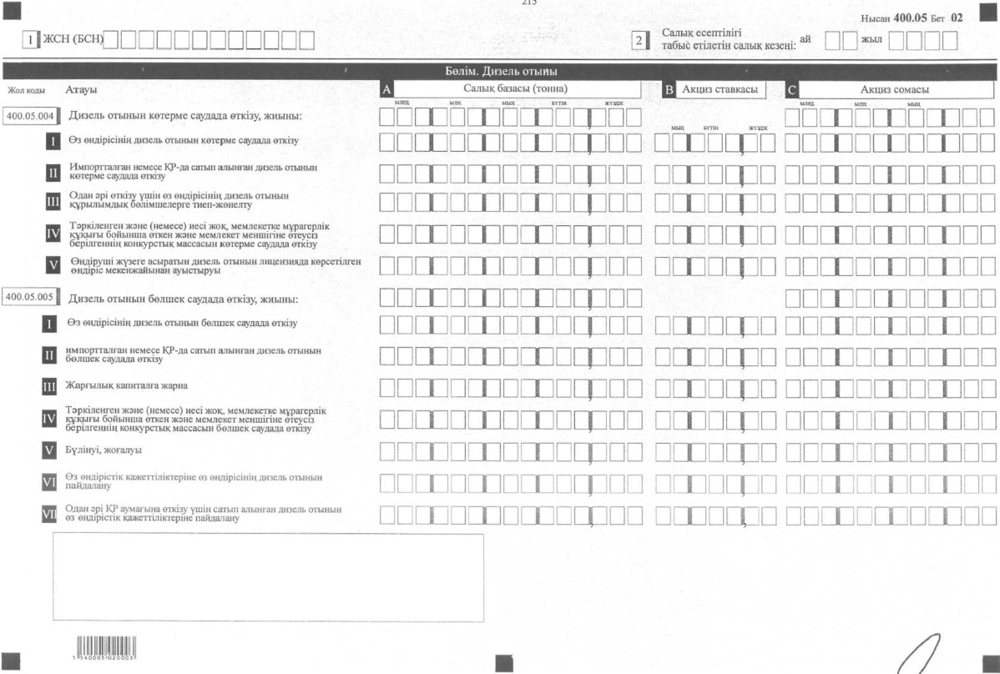 215
Нысан 400.05 Бет 02
1 ЖСН (БСН)
2 Салық есептілігі
табыс етілетін салық кезеңі: ай жыл
Бөлім. Дизель отыны
Жол коды Атауы A Салық базасы (тонна) B Акциз ставкасы C Акциз сомасы
МЛРД. МЛН. МЫҢ БҮТІН ЖҮЗДІК МЛРД. МЛН. МЫҢ
400.05.004 Дизель отынын көтерме саудада өткізу, жиыны:
МЫҢ БҮТІН ЖҮЗДІК
I Өз өндірісінің дизель отынын көтерме саудада өткізу
II Импортталған немесе ҚР-да сатып алынған дизель отынын
көтерме саудада өткізу
III Одан әрі өткізу үшін өз өндірісінің дизель отынын
құрылымдық бөлімшелерге тиеп-жөнелту
IV Тәркіленген және (немесе) иесі жоқ, мемлекетке мұрагерлік
құқығы бойынша өткен және мемлекет меншігіне өтеусіз
берілгеннің конкурстық массасын көтерме саудада өткізу
V Өндіруші жүзеге асыратын дизель отынын лицензияда көрсетілген
өндіріс мекенжайынан ауыстыруы
400.05.005 Дизель отынын бөлшек саудада өткізу, жиыны:
I Өз өндірісінің дизель отынын бөлшек саудада өткізу
II импортталған немесе ҚР-да сатып алынған дизель отынын
бөлшек саудада өткізу
III Жарғылық капиталға жарна
IV Тәркіленген және (немесе) иесі жоқ, мемлекетке мұрагерлік
құқығы бойынша өткен және мемлекет меншігіне өтеусіз
берілгеннің конкурстық массасын бөлшек саудада өткізу
V Бүлінуі, жоғалуы
VI Өз өндірістік қажеттіліктеріне өз өндірісінің дизель отынын
пайдалану
VII Одан әрі ҚР аумағына өткізу үшін сатып алынған дизель отынын
өз өндірістік қажеттіліктеріне пайдалану
1540005020003